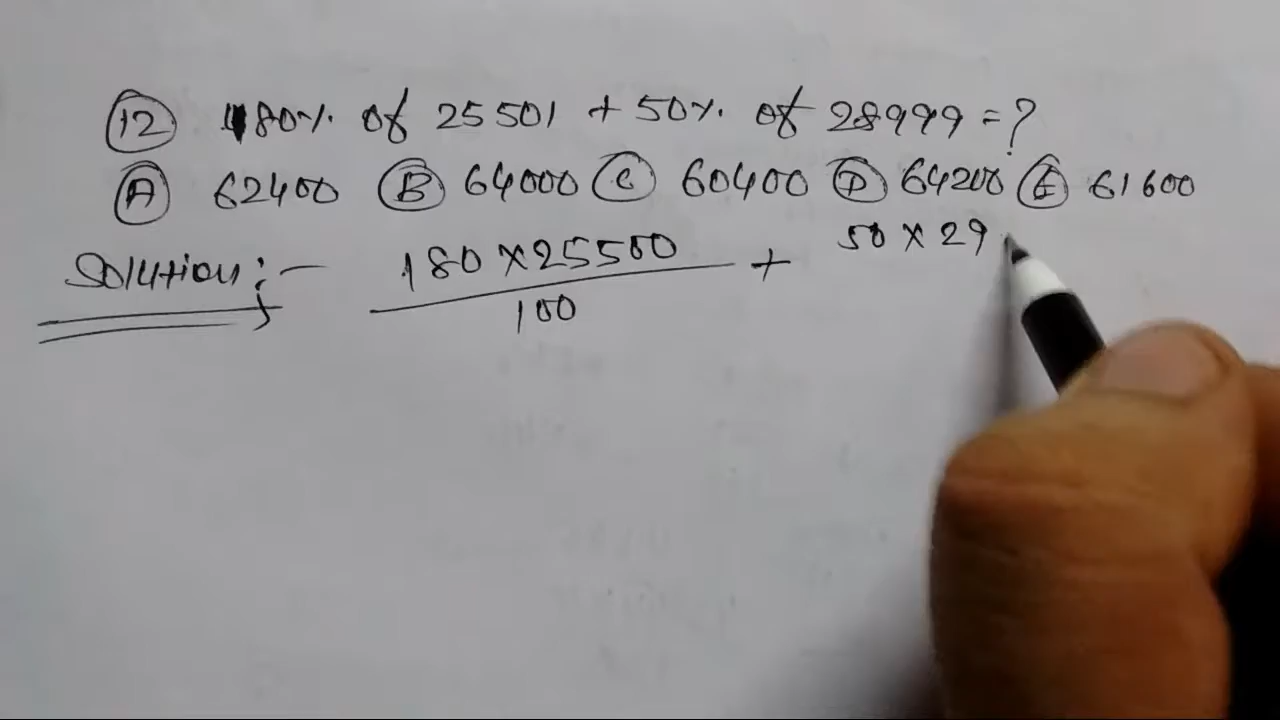 12 180% of 25501 + 50% of 28999 = ?
A 62400 B 64000 C 60400 D 64200 E 61600
Solution :- 180 × 25500 / 100 + 50 × 29